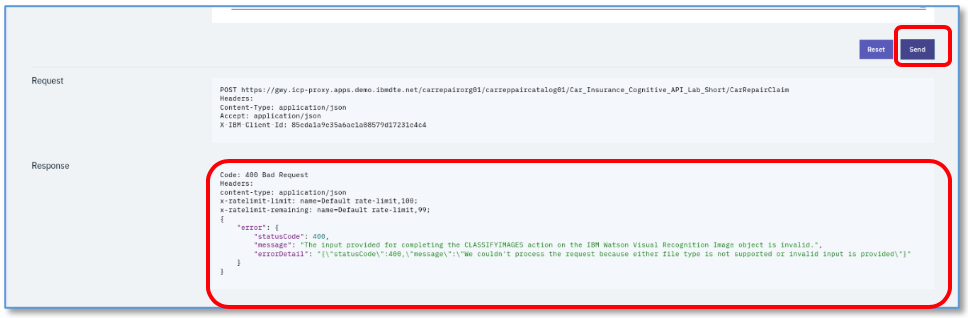 Reset
Send
Request
POST https://gwy.icp-proxy.apps.demo.ibmdte.net/carrepairorg01/carreppaircatalog01/Car_Insurance_Cognitive_API_Lab_Short/CarRepairClaim
Headers:
Content-Type: application/json
Accept: application/json
X-IBM-Client-Id: 85cda1a9e35a6ae1a08579d17231c4c4
Response
Code: 400 Bad Request
Headers:
content-type: application/json
x-ratelimit-limit: name=Default rate-limit,100;
x-ratelimit-remaining: name=Default rate-limit,99;
{
"error": {
"statusCode": 400,
"message": "The input provided for completing the CLASSIFYIMAGES action on the IBM Watson Visual Recognition Image object is invalid.",
"errorDetail": "{\"statusCode\":400,\"message\":\"We couldn't process the request because either file type is not supported or invalid input is provided\"}"
}
}